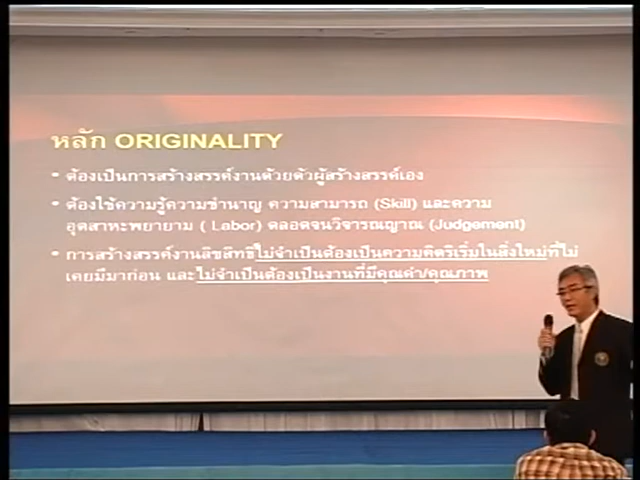 หลัก ORIGINALITY
• ต้องเป็นการสร้างสรรค์งานด้วยตัวผู้สร้างสรรค์เอง
• ต้องใช้ความรู้ความชำนาญ ความสามารถ (Skill) และความ
อุตสาหะพยายาม ( Labor) ตลอดจนวิจารณญาณ (Judgement)
• การสร้างสรรค์งานลิขสิทธิ์ไม่จำเป็นต้องเป็นความคิดริเริ่มในสิ่งใหม่ที่ไม่
เคยมีมาก่อน และไม่จำเป็นต้องเป็นงานที่มีคุณค่า/คุณภาพ